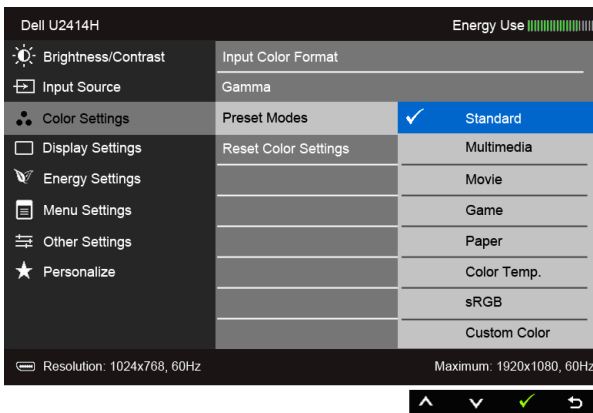 Dell U2414H Energy Use
Brightness/Contrast Input Color Format
Input Source Gamma
Color Settings Preset Modes Standard
Display Settings Reset Color Settings Multimedia
Energy Settings Movie
Menu Settings Game
Other Settings Paper
Personalize Color Temp.
sRGB
Custom Color
Resolution: 1024x768, 60Hz Maximum: 1920x1080, 60Hz